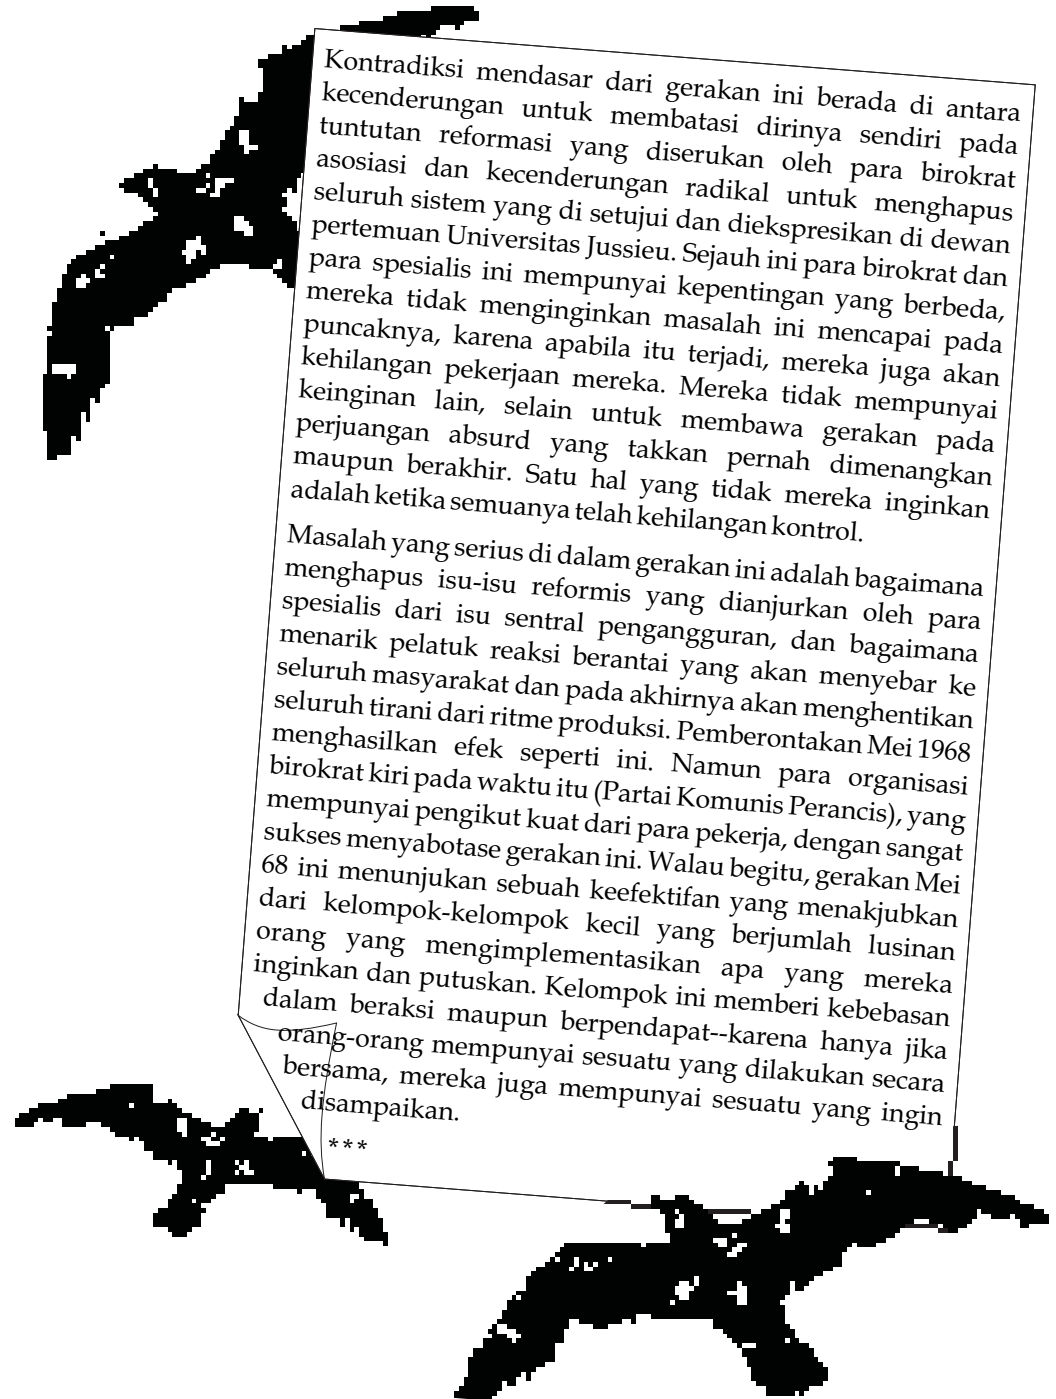 Kontradiksi mendasar dari gerakan ini berada di antara
kecenderungan untuk membatasi dirinya sendiri pada
tuntutan reformasi yang diserukan oleh para birokrat
asosiasi dan kecenderungan radikal untuk menghapus
seluruh sistem yang di setujui dan diekspresikan di dewan
pertemuan Universitas Jussieu. Sejauh ini para birokrat dan
para spesialis ini mempunyai kepentingan yang berbeda,
mereka tidak menginginkan masalah ini mencapai pada
puncaknya, karena apabila itu terjadi, mereka juga akan
kehilangan pekerjaan mereka. Mereka tidak mempunyai
keinginan lain, selain untuk membawa gerakan pada
perjuangan absurd yang takkan pernah dimenangkan
maupun berakhir. Satu hal yang tidak mereka inginkan
adalah ketika semuanya telah kehilangan kontrol.
Masalah yang serius di dalam gerakan ini adalah bagaimana
menghapus isu-isu reformis yang dianjurkan oleh para
spesialis dari isu sentral pengangguran, dan bagaimana
menarik pelatuk reaksi berantai yang akan menyebar ke
seluruh masyarakat dan pada akhirnya akan menghentikan
seluruh tirani dari ritme produksi. Pemberontakan Mei 1968
menghasilkan efek seperti ini. Namun para organisasi
birokrat kiri pada waktu itu (Partai Komunis Perancis), yang
mempunyai pengikut kuat dari para pekerja, dengan sangat
sukses menyabotase gerakan ini. Walau begitu, gerakan Mei
68 ini menunjukan sebuah keefektifan yang menakjubkan
dari kelompok-kelompok kecil yang berjumlah lusinan
orang yang mengimplementasikan apa yang mereka
inginkan dan putuskan. Kelompok ini memberi kebebasan
dalam beraksi maupun berpendapat--karena hanya jika
orang-orang mempunyai sesuatu yang dilakukan secara
bersama, mereka juga mempunyai sesuatu yang ingin
disampaikan.
***